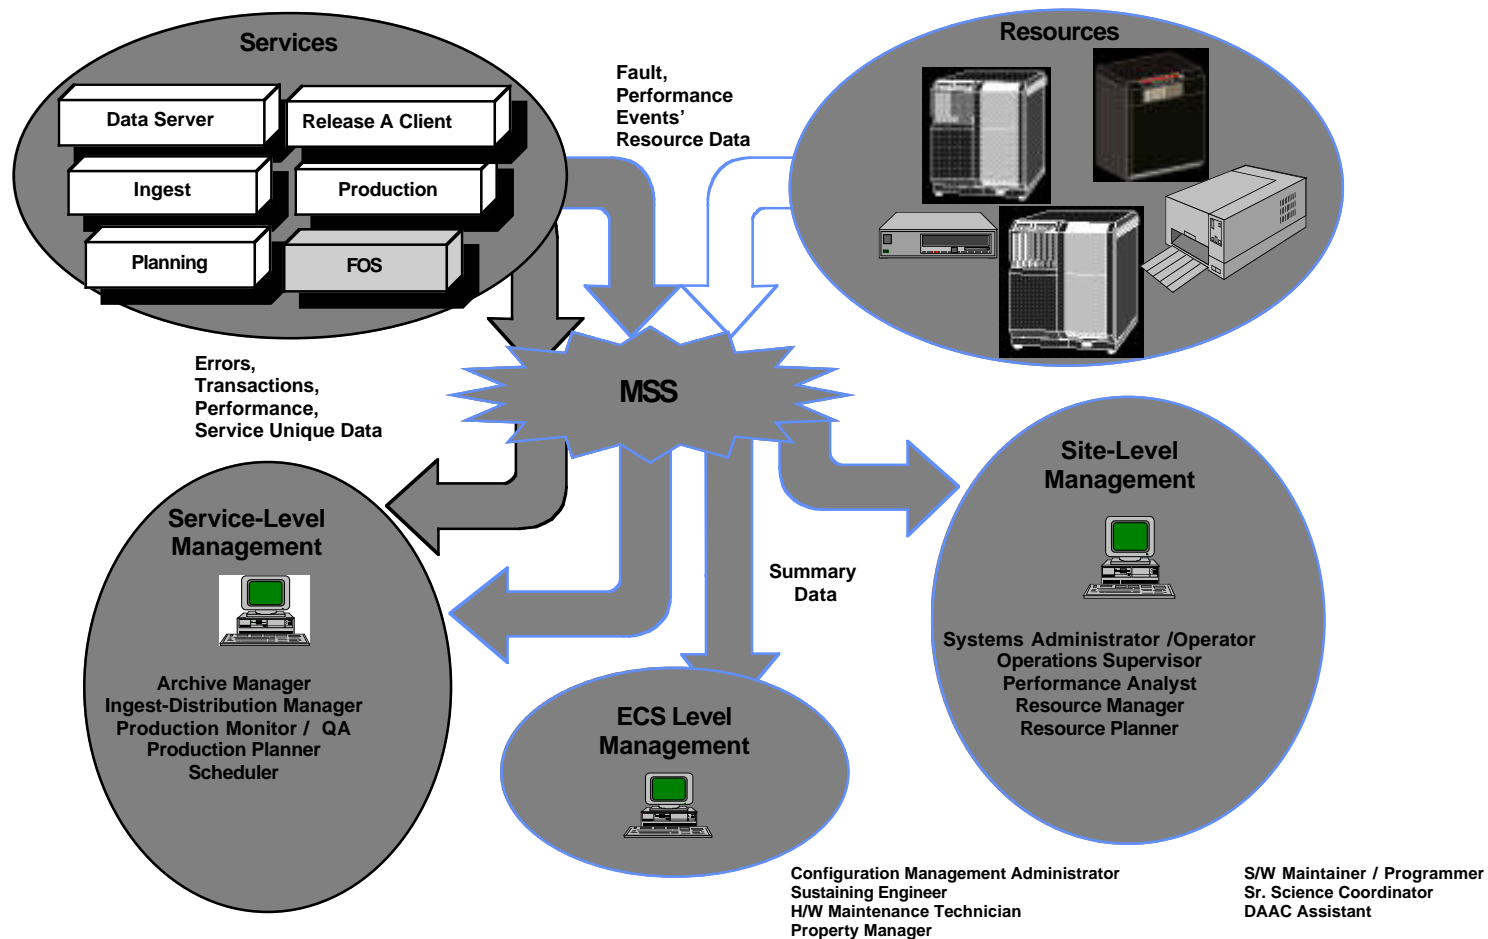 Services
Data Server
Release A Client
Ingest
Production
Planning
FOS
Fault,
Performance
Events’
Resource Data
Resources
Errors,
Transactions,
Performance,
Service Unique Data
MSS
Service-Level
Management
Archive Manager
Ingest-Distribution Manager
Production Monitor / QA
Production Planner
Scheduler
Summary
Data
ECS Level
Management
Site-Level
Management
Systems Administrator /Operator
Operations Supervisor
Performance Analyst
Resource Manager
Resource Planner
Configuration Management Administrator
Sustaining Engineer
H/W Maintenance Technician
Property Manager
S/W Maintainer / Programmer
Sr. Science Coordinator
DAAC Assistant